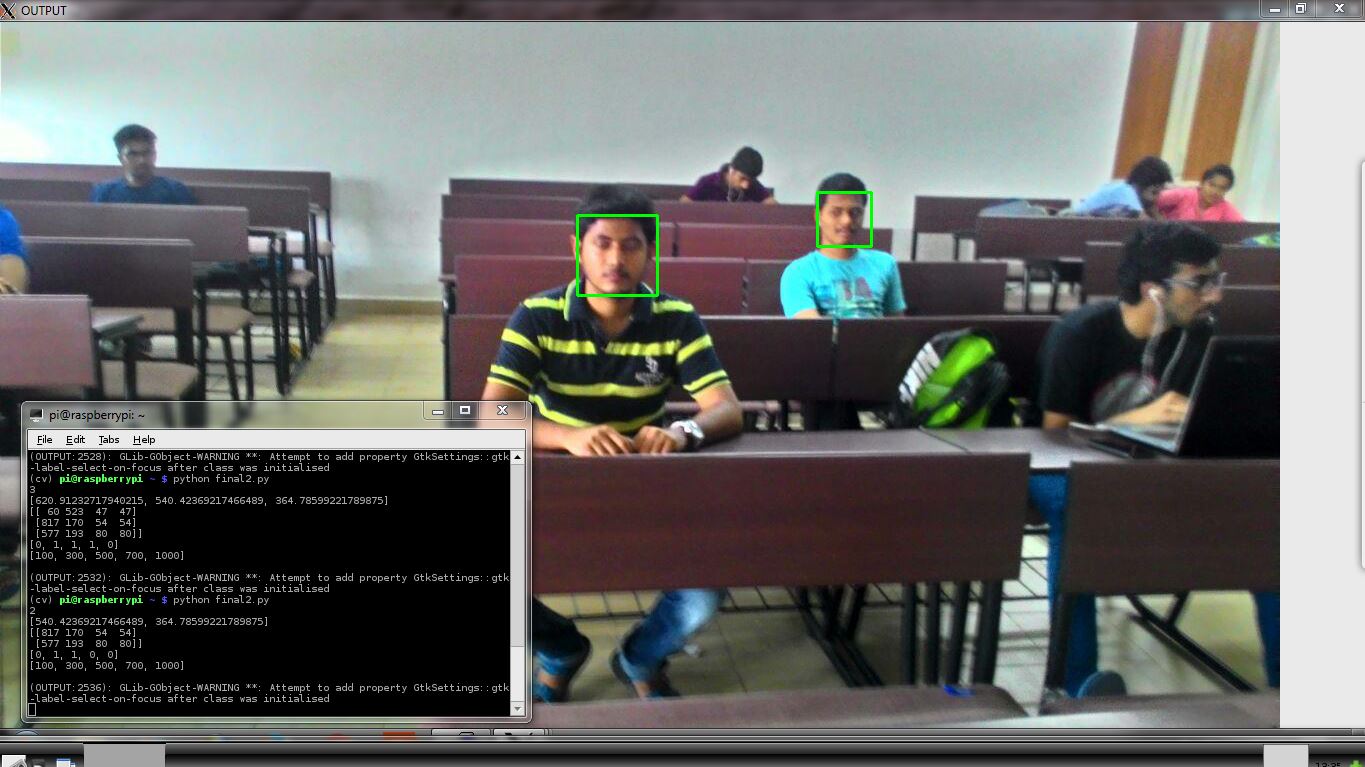 OUTPUT
pi@raspberrypi: ~
File Edit Tabs Help
(OUTPUT:2528): GLib-GObject-WARNING **: Attempt to add property GtkSettings::gtk
-label-select-on-focus after class was initialised
(cv) pi@raspberrypi ~ $ python final2.py
3
[620.91232717940215, 540.42369217466489, 364.78599221789875]
[[ 60 523  47  47]
 [817 170  54  54]
 [577 193  80  80]]
[0, 1, 1, 1, 0]
[100, 300, 500, 700, 1000]
(OUTPUT:2532): GLib-GObject-WARNING **: Attempt to add property GtkSettings::gtk
-label-select-on-focus after class was initialised
(cv) pi@raspberrypi ~ $ python final2.py
2
[540.42369217466489, 364.78599221789875]
[[817 170  54  54]
 [577 193  80  80]]
[0, 1, 1, 0, 0]
[100, 300, 500, 700, 1000]
(OUTPUT:2536): GLib-GObject-WARNING **: Attempt to add property GtkSettings::gtk
-label-select-on-focus after class was initialised